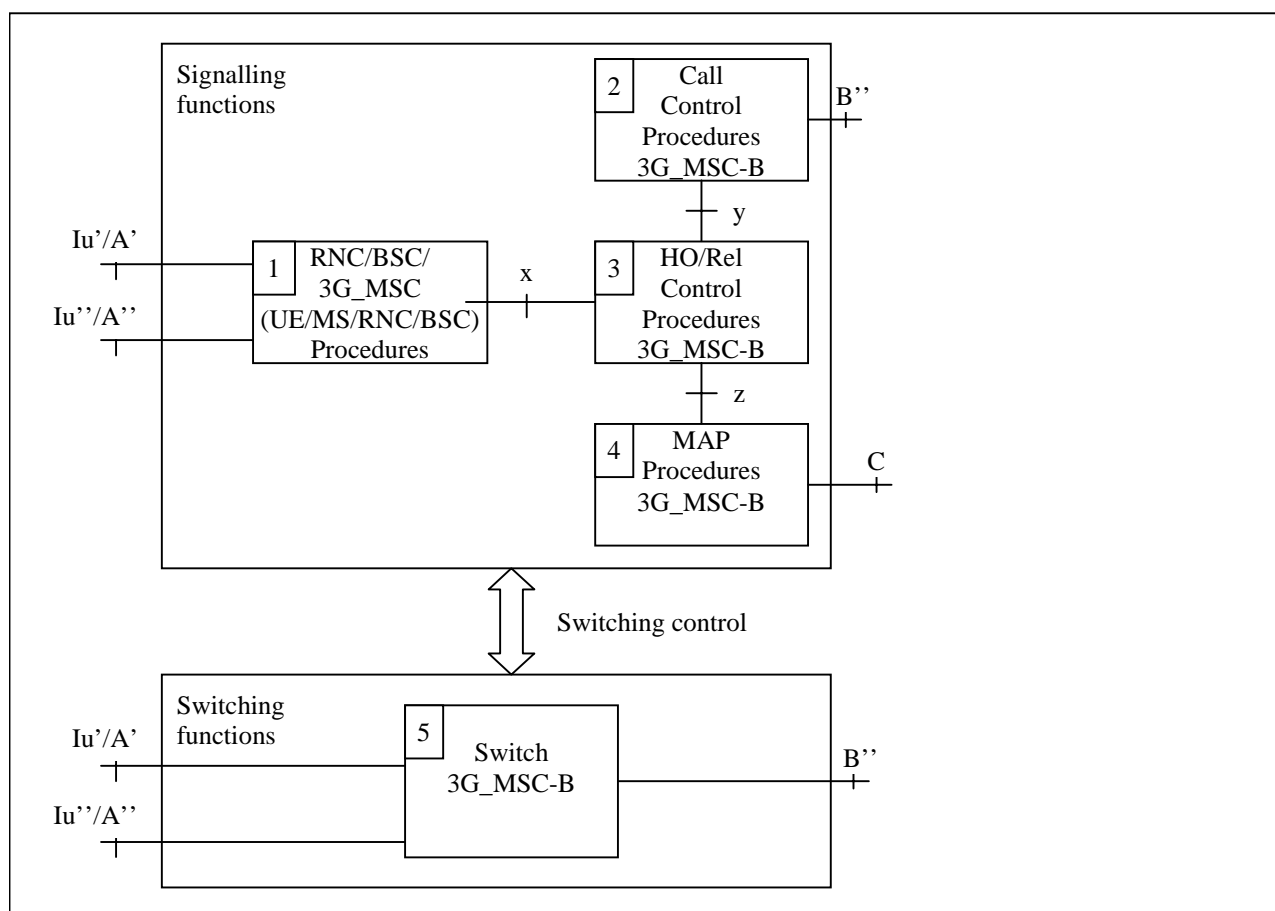 Signalling
functions
2
Call
Control
Procedures
3G_MSC-B
B’’
y
Iu’/A’
Iu’’/A’’
1
RNC/BSC/
3G_MSC
(UE/MS/RNC/BSC)
Procedures
x
3
HO/Rel
Control
Procedures
3G_MSC-B
z
4
MAP
Procedures
3G_MSC-B
C
Switching control
Switching
functions
Iu’/A’
Iu’’/A’’
5
Switch
3G_MSC-B
B’’